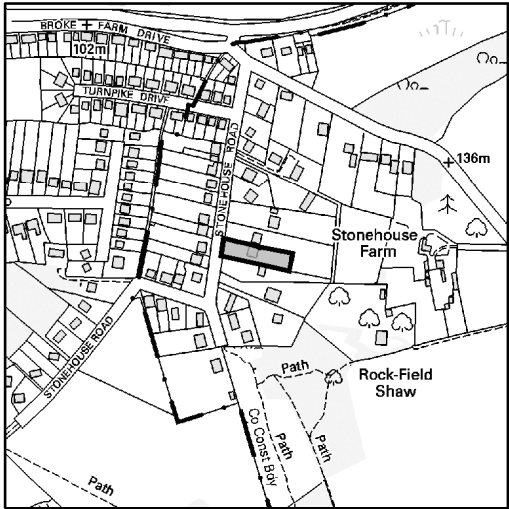 BROKE FARM DRIVE
102m
TURNPIKE DRIVE
STONEHOUSE ROAD
136m
Stonehouse
Farm
STONEHOUSE ROAD
Path
Rock-Field
Shaw
Co Const Bdy
Path
Path
Path